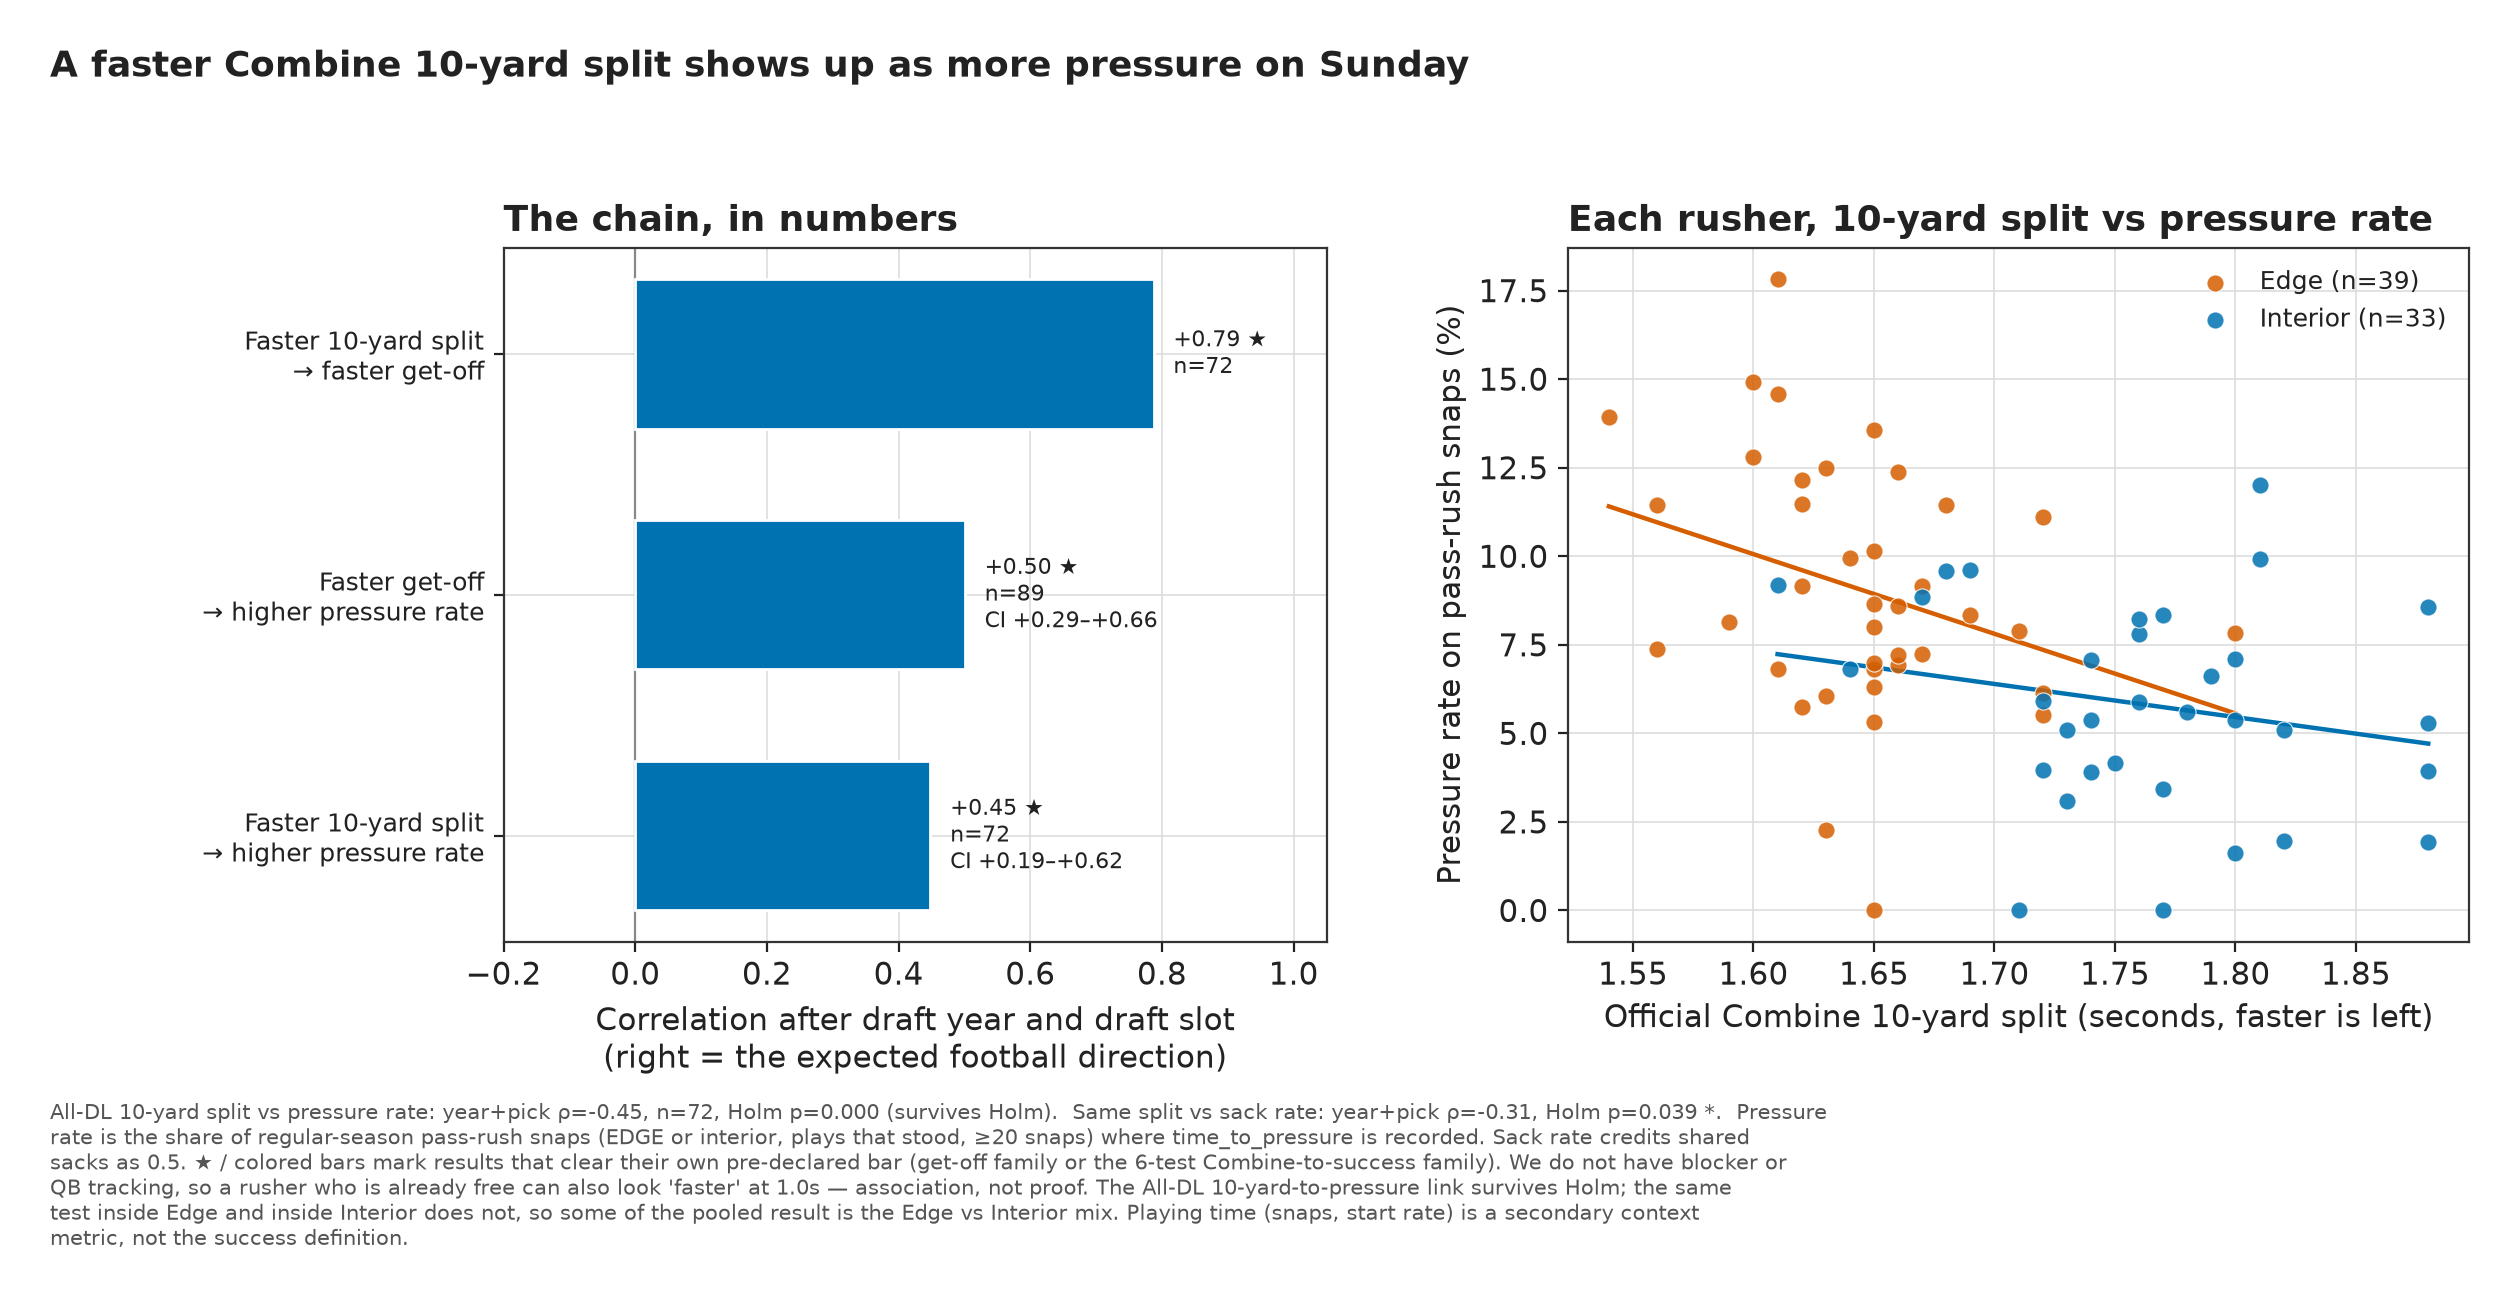 A faster Combine 10-yard split shows up as more pressure on Sunday
The chain, in numbers
Faster 10-yard split
→ faster get-off
Faster get-off
→ higher pressure rate
Faster 10-yard split
→ higher pressure rate
+0.79 ★
n=72
+0.50 ★
n=89
CI +0.29–+0.66
+0.45 ★
n=72
CI +0.19–+0.62
−0.2 0.0 0.2 0.4 0.6 0.8 1.0
Correlation after draft year and draft slot
(right = the expected football direction)
Each rusher, 10-yard split vs pressure rate
Edge (n=39)
Interior (n=33)
Pressure rate on pass-rush snaps (%)
17.5
15.0
12.5
10.0
7.5
5.0
2.5
0.0
1.55 1.60 1.65 1.70 1.75 1.80 1.85
Official Combine 10-yard split (seconds, faster is left)
All-DL 10-yard split vs pressure rate: year+pick ρ=-0.45, n=72, Holm p=0.000 (survives Holm).  Same split vs sack rate: year+pick ρ=-0.31, Holm p=0.039 *.  Pressure
rate is the share of regular-season pass-rush snaps (EDGE or interior, plays that stood, ≥20 snaps) where time_to_pressure is recorded. Sack rate credits shared
sacks as 0.5. ★ / colored bars mark results that clear their own pre-declared bar (get-off family or the 6-test Combine-to-success family). We do not have blocker or
QB tracking, so a rusher who is already free can also look 'faster' at 1.0s — association, not proof. The All-DL 10-yard-to-pressure link survives Holm; the same
test inside Edge and inside Interior does not, so some of the pooled result is the Edge vs Interior mix. Playing time (snaps, start rate) is a secondary context
metric, not the success definition.